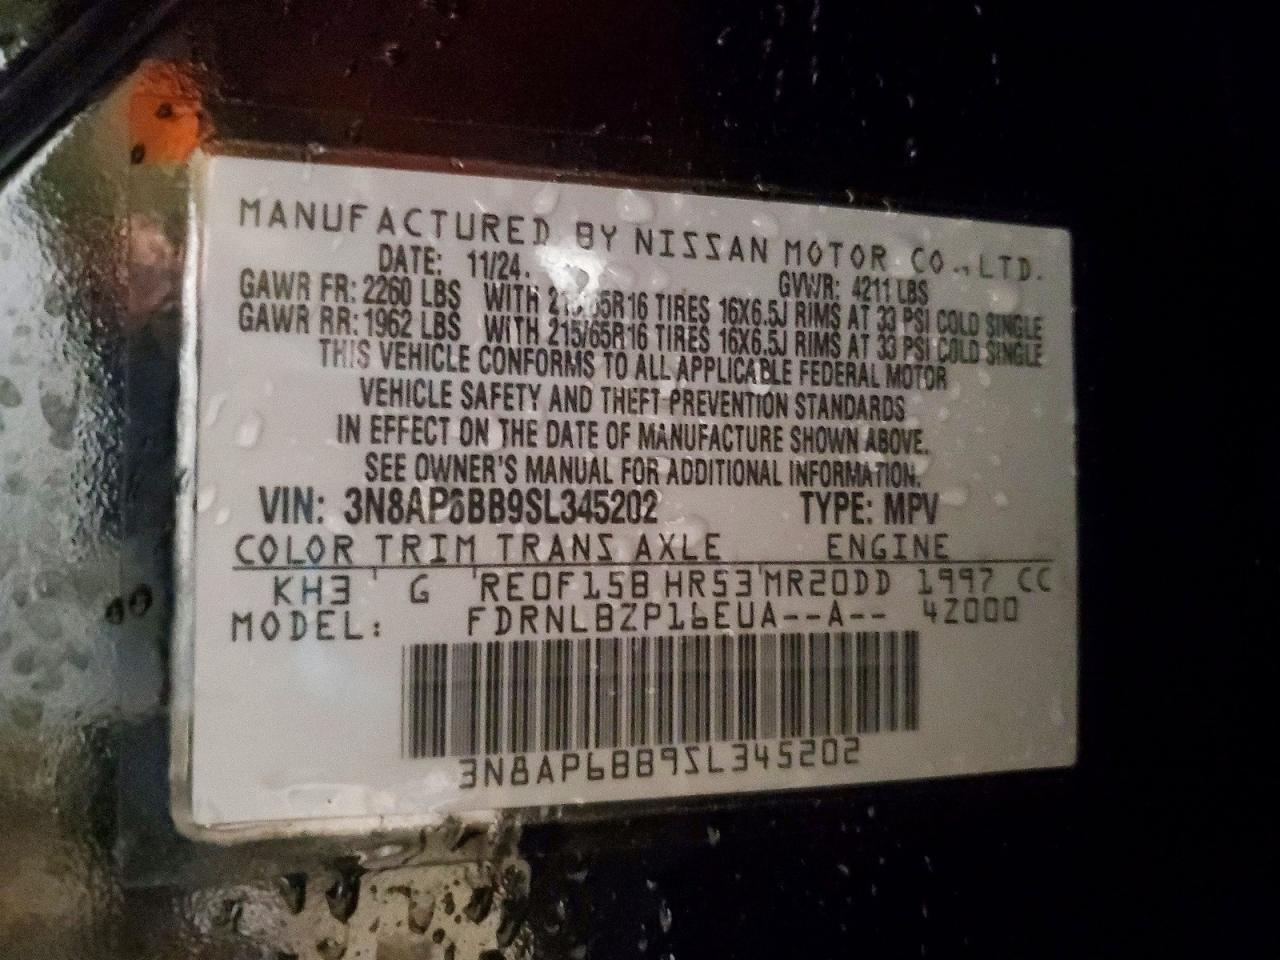 MANUFACTURED BY NISSAN MOTOR CO., LTD.
DATE: 11/24. GVWR: 4211 LBS
GAWR FR: 2260 LBS WITH 215/65R16 TIRES 16X6.5J RIMS AT 33 PSI COLD SINGLE
GAWR RR: 1962 LBS WITH 215/65R16 TIRES 16X6.5J RIMS AT 33 PSI COLD SINGLE
THIS VEHICLE CONFORMS TO ALL APPLICABLE FEDERAL MOTOR
VEHICLE SAFETY AND THEFT PREVENTION STANDARDS
IN EFFECT ON THE DATE OF MANUFACTURE SHOWN ABOVE.
SEE OWNER'S MANUAL FOR ADDITIONAL INFORMATION.
VIN: 3N8AP6BB9SL345202 TYPE: MPV
COLOR TRIM TRANS AXLE ENGINE
KH3 G RE0F15B HR53 MR20DD 1997 CC
MODEL: FDRNLBZP16EUA--A-- 42000
3N8AP6BB9SL345202